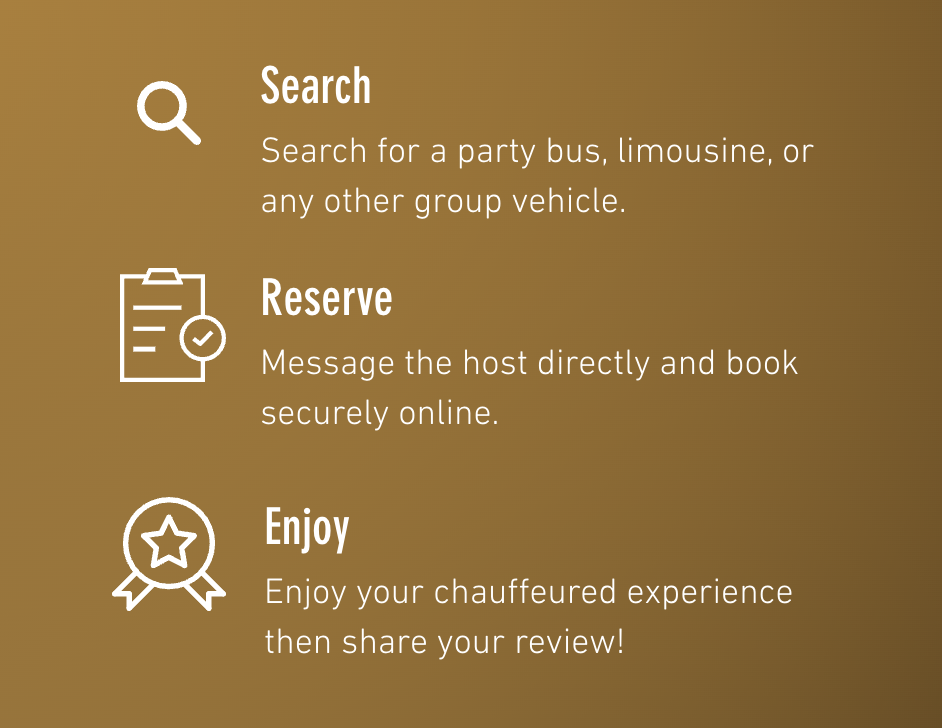 Search
Search for a party bus, limousine, or
any other group vehicle.
Reserve
Message the host directly and book
securely online.
Enjoy
Enjoy your chauffeured experience
then share your review!